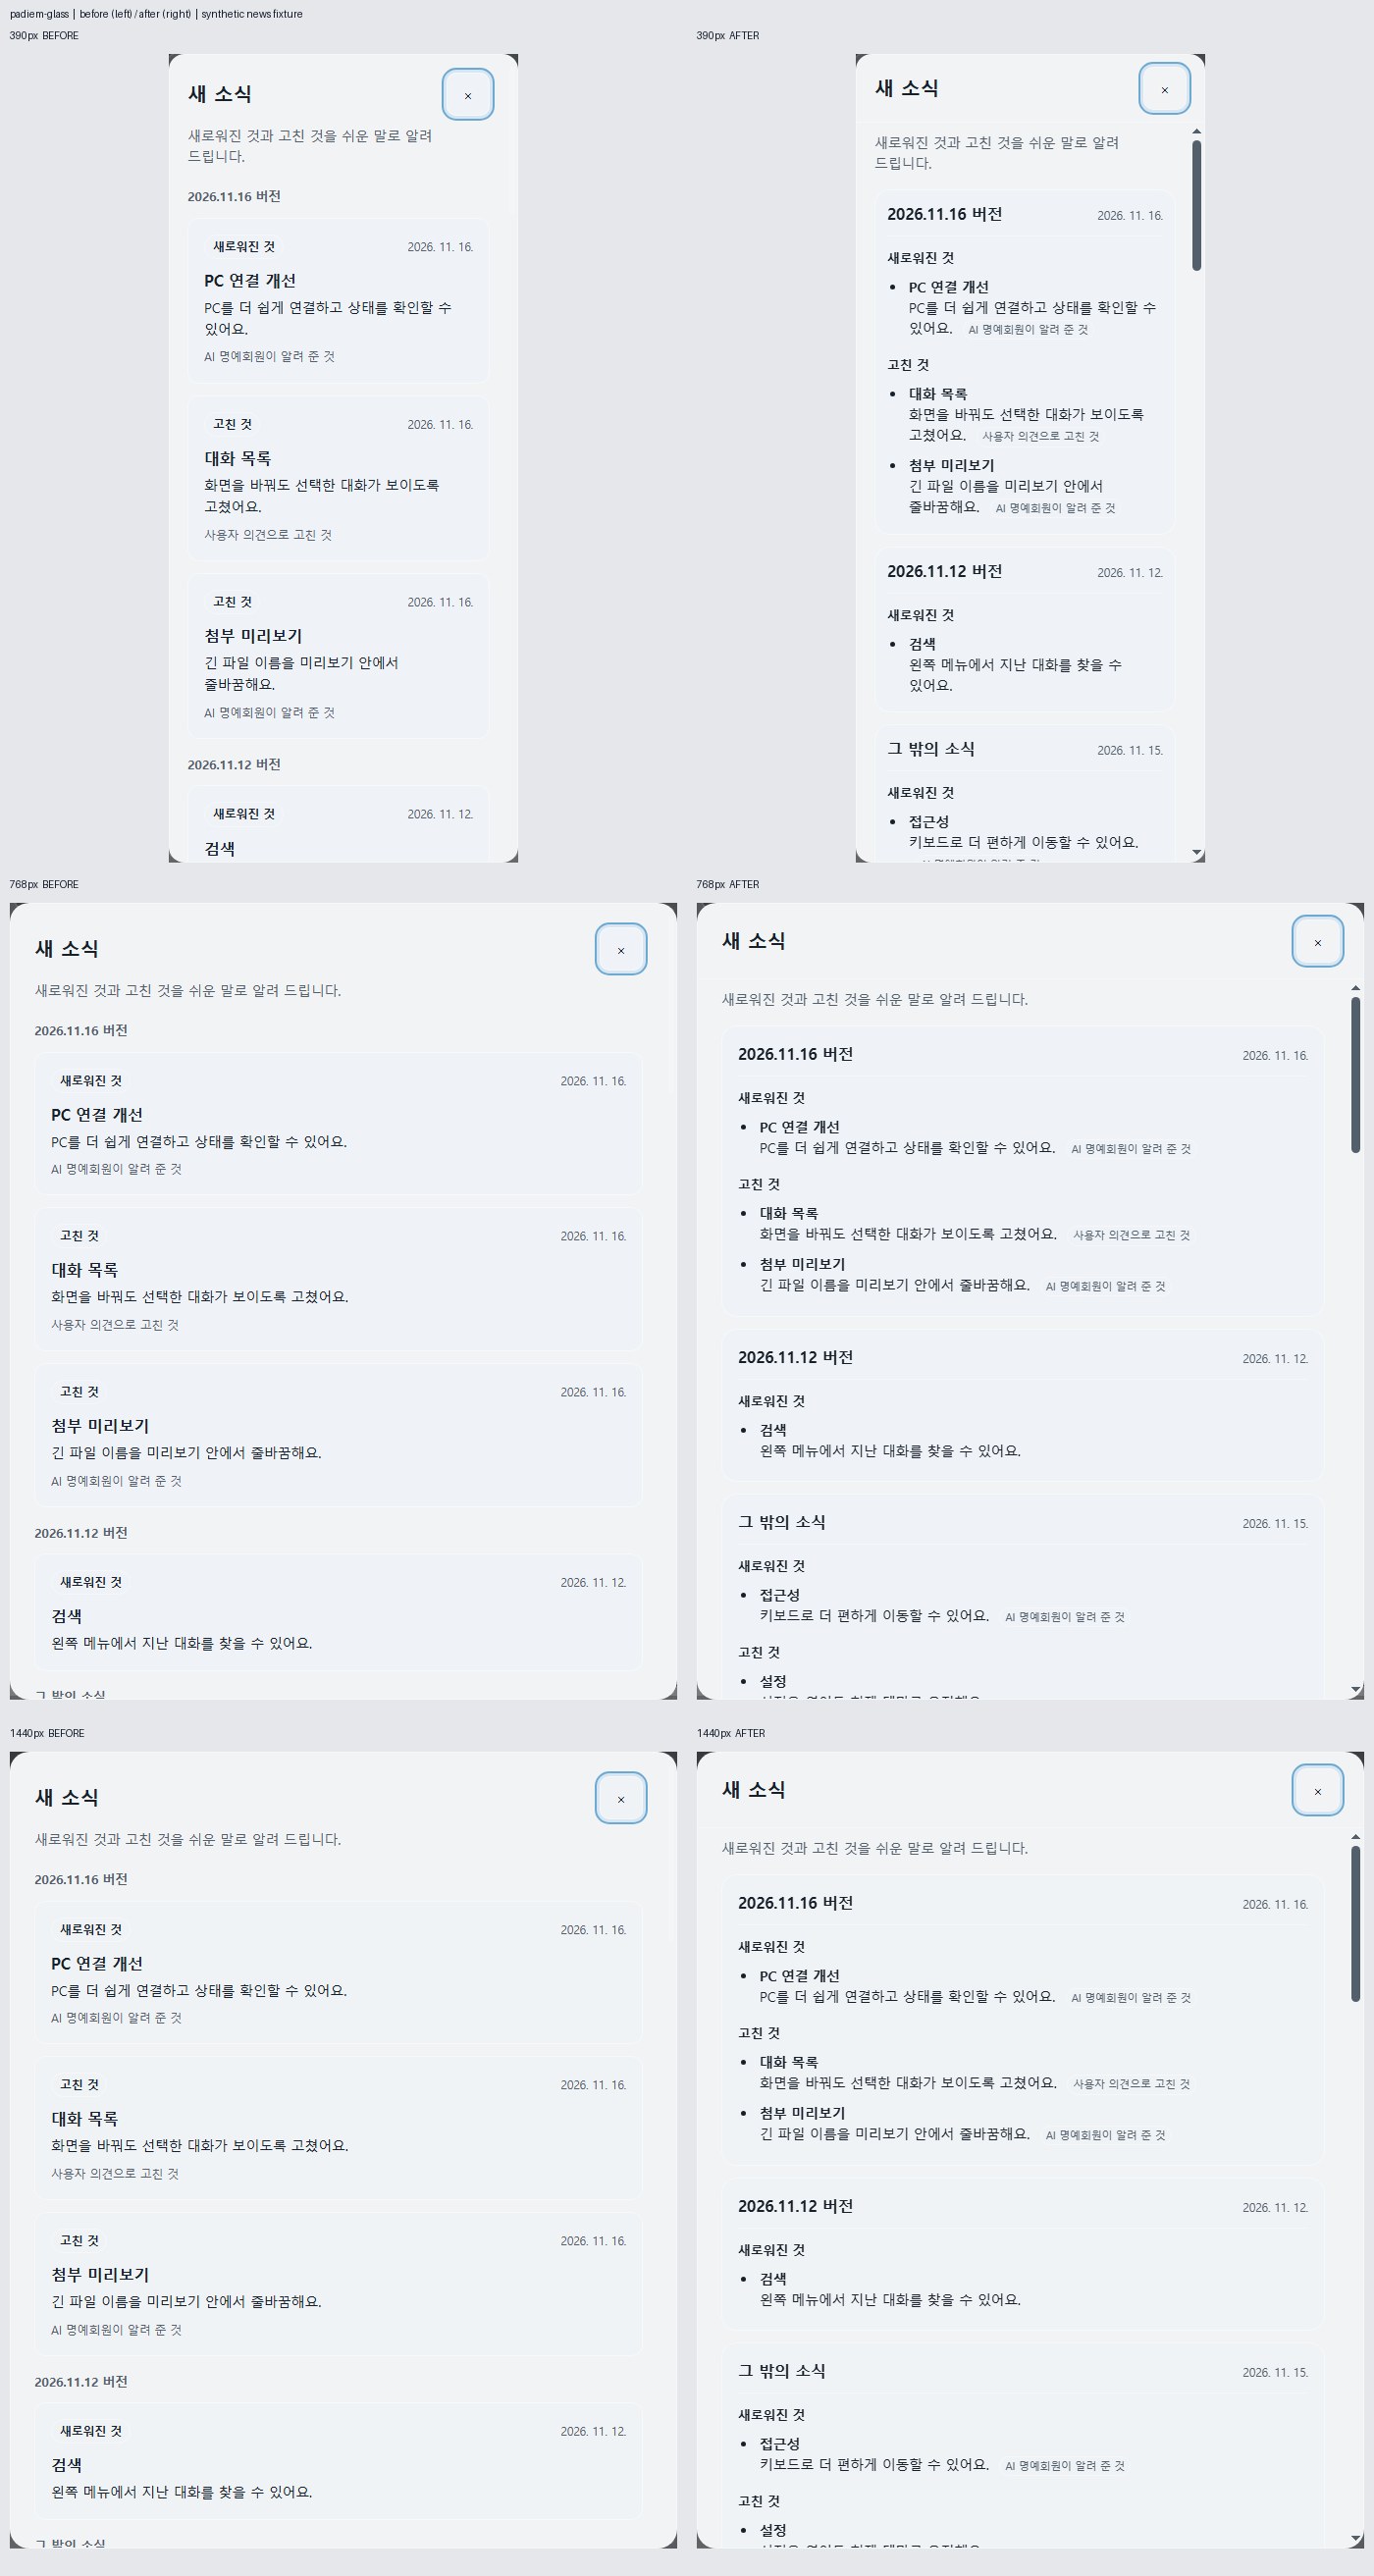 padiem-glass | before (left) / after (right) | synthetic news fixture
390px BEFORE
새 소식
×
새로워진 것과 고친 것을 쉬운 말로 알려
드립니다.
2026.11.16 버전
새로워진 것
2026. 11. 16.
PC 연결 개선
PC를 더 쉽게 연결하고 상태를 확인할 수
있어요.
AI 명예회원이 알려 준 것
고친 것
2026. 11. 16.
대화 목록
화면을 바꿔도 선택한 대화가 보이도록
고쳤어요.
사용자 의견으로 고친 것
고친 것
2026. 11. 16.
첨부 미리보기
긴 파일 이름을 미리보기 안에서
줄바꿈해요.
AI 명예회원이 알려 준 것
2026.11.12 버전
새로워진 것
2026. 11. 12.
검색
390px AFTER
새 소식
×
새로워진 것과 고친 것을 쉬운 말로 알려
드립니다.
2026.11.16 버전
2026. 11. 16.
새로워진 것
• PC 연결 개선
PC를 더 쉽게 연결하고 상태를 확인할 수
있어요. AI 명예회원이 알려 준 것
고친 것
• 대화 목록
화면을 바꿔도 선택한 대화가 보이도록
고쳤어요. 사용자 의견으로 고친 것
• 첨부 미리보기
긴 파일 이름을 미리보기 안에서
줄바꿈해요. AI 명예회원이 알려 준 것
2026.11.12 버전
2026. 11. 12.
새로워진 것
• 검색
왼쪽 메뉴에서 지난 대화를 찾을 수
있어요.
그 밖의 소식
2026. 11. 15.
새로워진 것
• 접근성
키보드로 더 편하게 이동할 수 있어요.
768px BEFORE
새 소식
×
새로워진 것과 고친 것을 쉬운 말로 알려 드립니다.
2026.11.16 버전
새로워진 것
2026. 11. 16.
PC 연결 개선
PC를 더 쉽게 연결하고 상태를 확인할 수 있어요.
AI 명예회원이 알려 준 것
고친 것
2026. 11. 16.
대화 목록
화면을 바꿔도 선택한 대화가 보이도록 고쳤어요.
사용자 의견으로 고친 것
고친 것
2026. 11. 16.
첨부 미리보기
긴 파일 이름을 미리보기 안에서 줄바꿈해요.
AI 명예회원이 알려 준 것
2026.11.12 버전
새로워진 것
2026. 11. 12.
검색
왼쪽 메뉴에서 지난 대화를 찾을 수 있어요.
그 밖의 소식
768px AFTER
새 소식
×
새로워진 것과 고친 것을 쉬운 말로 알려 드립니다.
2026.11.16 버전
2026. 11. 16.
새로워진 것
• PC 연결 개선
PC를 더 쉽게 연결하고 상태를 확인할 수 있어요. AI 명예회원이 알려 준 것
고친 것
• 대화 목록
화면을 바꿔도 선택한 대화가 보이도록 고쳤어요. 사용자 의견으로 고친 것
• 첨부 미리보기
긴 파일 이름을 미리보기 안에서 줄바꿈해요. AI 명예회원이 알려 준 것
2026.11.12 버전
2026. 11. 12.
새로워진 것
• 검색
왼쪽 메뉴에서 지난 대화를 찾을 수 있어요.
그 밖의 소식
2026. 11. 15.
새로워진 것
• 접근성
키보드로 더 편하게 이동할 수 있어요. AI 명예회원이 알려 준 것
고친 것
• 설정
1440px BEFORE
새 소식
×
새로워진 것과 고친 것을 쉬운 말로 알려 드립니다.
2026.11.16 버전
새로워진 것
2026. 11. 16.
PC 연결 개선
PC를 더 쉽게 연결하고 상태를 확인할 수 있어요.
AI 명예회원이 알려 준 것
고친 것
2026. 11. 16.
대화 목록
화면을 바꿔도 선택한 대화가 보이도록 고쳤어요.
사용자 의견으로 고친 것
고친 것
2026. 11. 16.
첨부 미리보기
긴 파일 이름을 미리보기 안에서 줄바꿈해요.
AI 명예회원이 알려 준 것
2026.11.12 버전
새로워진 것
2026. 11. 12.
검색
왼쪽 메뉴에서 지난 대화를 찾을 수 있어요.
그 밖의 소식
1440px AFTER
새 소식
×
새로워진 것과 고친 것을 쉬운 말로 알려 드립니다.
2026.11.16 버전
2026. 11. 16.
새로워진 것
• PC 연결 개선
PC를 더 쉽게 연결하고 상태를 확인할 수 있어요. AI 명예회원이 알려 준 것
고친 것
• 대화 목록
화면을 바꿔도 선택한 대화가 보이도록 고쳤어요. 사용자 의견으로 고친 것
• 첨부 미리보기
긴 파일 이름을 미리보기 안에서 줄바꿈해요. AI 명예회원이 알려 준 것
2026.11.12 버전
2026. 11. 12.
새로워진 것
• 검색
왼쪽 메뉴에서 지난 대화를 찾을 수 있어요.
그 밖의 소식
2026. 11. 15.
새로워진 것
• 접근성
키보드로 더 편하게 이동할 수 있어요. AI 명예회원이 알려 준 것
고친 것
• 설정